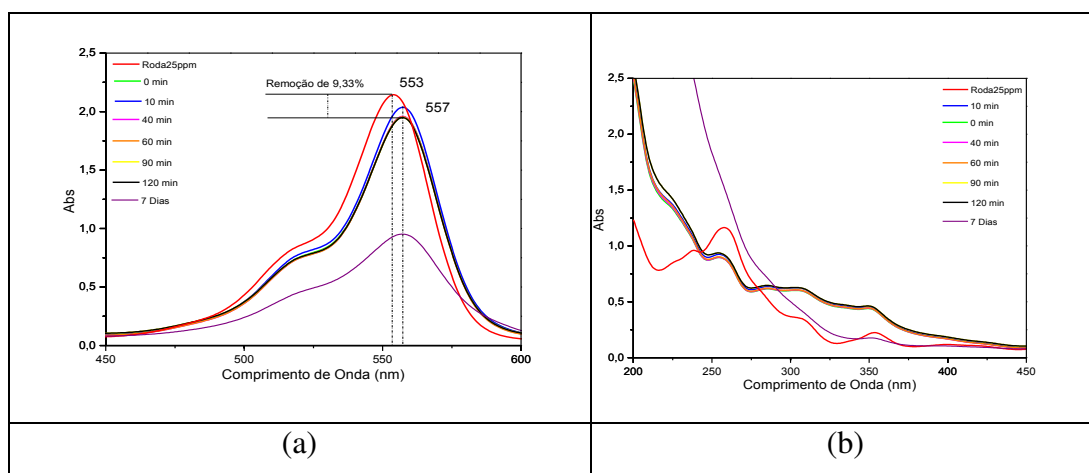 2,5
2,0
1,5
1,0
0,5
0,0
Abs
Roda25ppm
0 min
10 min
40 min
60 min
90 min
120 min
7 Dias
Remoção de 9,33%
553
557
450
500
550
600
Comprimento de Onda (nm)
(a)
2,5
2,0
1,5
1,0
0,5
0,0
Abs
Roda25ppm
10 min
0 min
40 min
60 min
90 min
120 min
7 Dias
200
250
300
350
400
450
Comprimento de Onda (nm)
(b)